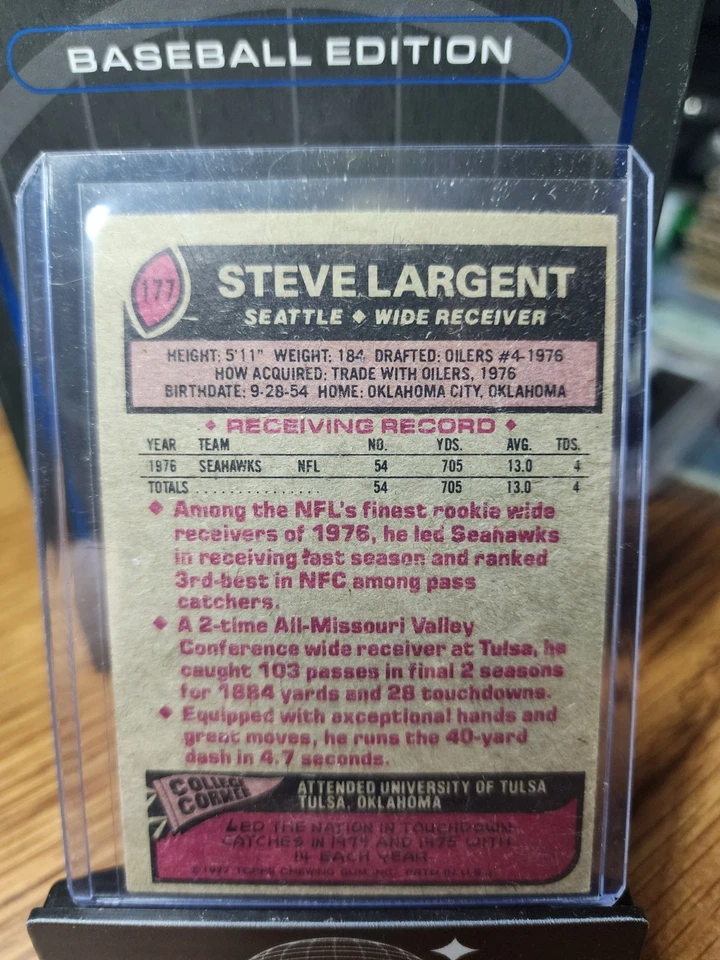 BASEBALL EDITION
177
STEVE LARGENT
SEATTLE ◆ WIDE RECEIVER
HEIGHT: 5'11" WEIGHT: 184 DRAFTED: OILERS #4-1976
HOW ACQUIRED: TRADE WITH OILERS, 1976
BIRTHDATE: 9-28-54 HOME: OKLAHOMA CITY, OKLAHOMA
◆ RECEIVING RECORD ◆
YEAR TEAM NO. YDS. AVG. TDS.
1976 SEAHAWKS NFL 54 705 13.0 4
TOTALS..................... 54 705 13.0 4
◆ Among the NFL's finest rookie wide
receivers of 1976, he led Seahawks
in receiving last season and ranked
3rd-best in NFC among pass
catchers.
◆ A 2-time All-Missouri Valley
Conference wide receiver at Tulsa, he
caught 103 passes in final 2 seasons
for 1884 yards and 28 touchdowns.
◆ Equipped with exceptional hands and
great moves, he runs the 40-yard
dash in 4.7 seconds.
COLLEGE
CORNER
ATTENDED UNIVERSITY OF TULSA
TULSA, OKLAHOMA
LED THE NATION IN TOUCHDOWN
CATCHES IN 1974 AND 1975 WITH
14 EACH YEAR.
©1977 TOPPS CHEWING GUM, INC. PRTD. IN U.S.A.